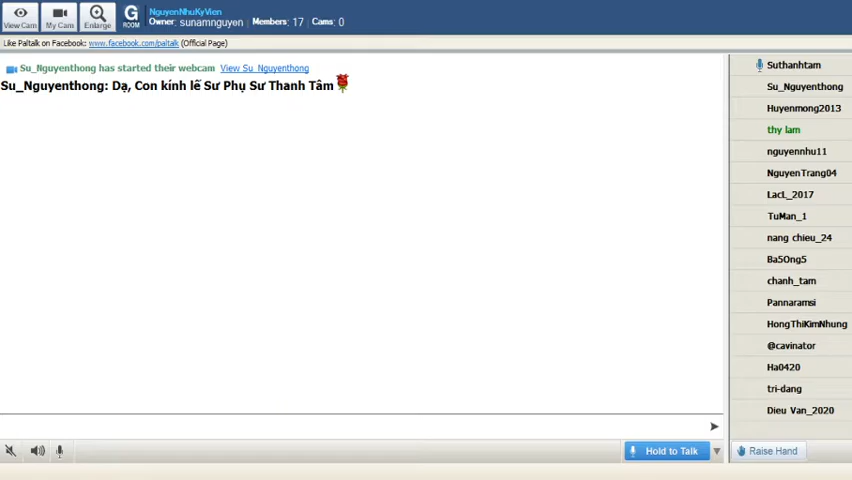 View Cam
My Cam
Enlarge
G
ROOM
NguyenNhuKyVien
Owner: sunamnguyen Members: 17 Cams: 0
Like Paltalk on Facebook: www.facebook.com/paltalk (Official Page)
Su_Nguyenthong has started their webcam View Su_Nguyenthong
Su_Nguyenthong: Dạ, Con kính lễ Sư Phụ Sư Thanh Tâm
Suthanhtam
Su_Nguyenthong
Huyenmong2013
thy lam
nguyennhu11
NguyenTrang04
LacL_2017
TuMan_1
nang chieu_24
Ba5Ong5
chanh_tam
Pannaramsi
HongThiKimNhung
@cavinator
Ha0420
tri-dang
Dieu Van_2020
Hold to Talk
Raise Hand